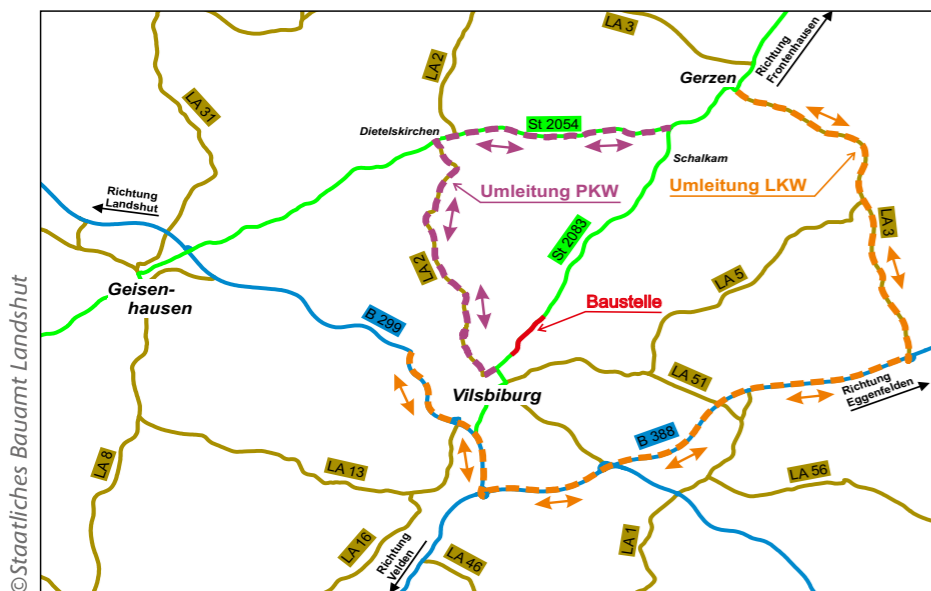 LA 3
Richtung
Frontenhausen
LA 2
Gerzen
LA 31
St 2054
Dietelskirchen
Schalkam
Umleitung PKW
Umleitung LKW
Richtung
Landshut
LA 3
St 2083
LA 2
LA 5
Geisen-
hausen
Baustelle
B 299
LA 51
Richtung
Eggenfelden
Vilsbiburg
B 388
LA 8
LA 13
LA 56
LA 16
LA 1
Richtung
Velden
LA 46
©Staatliches Bauamt Landshut